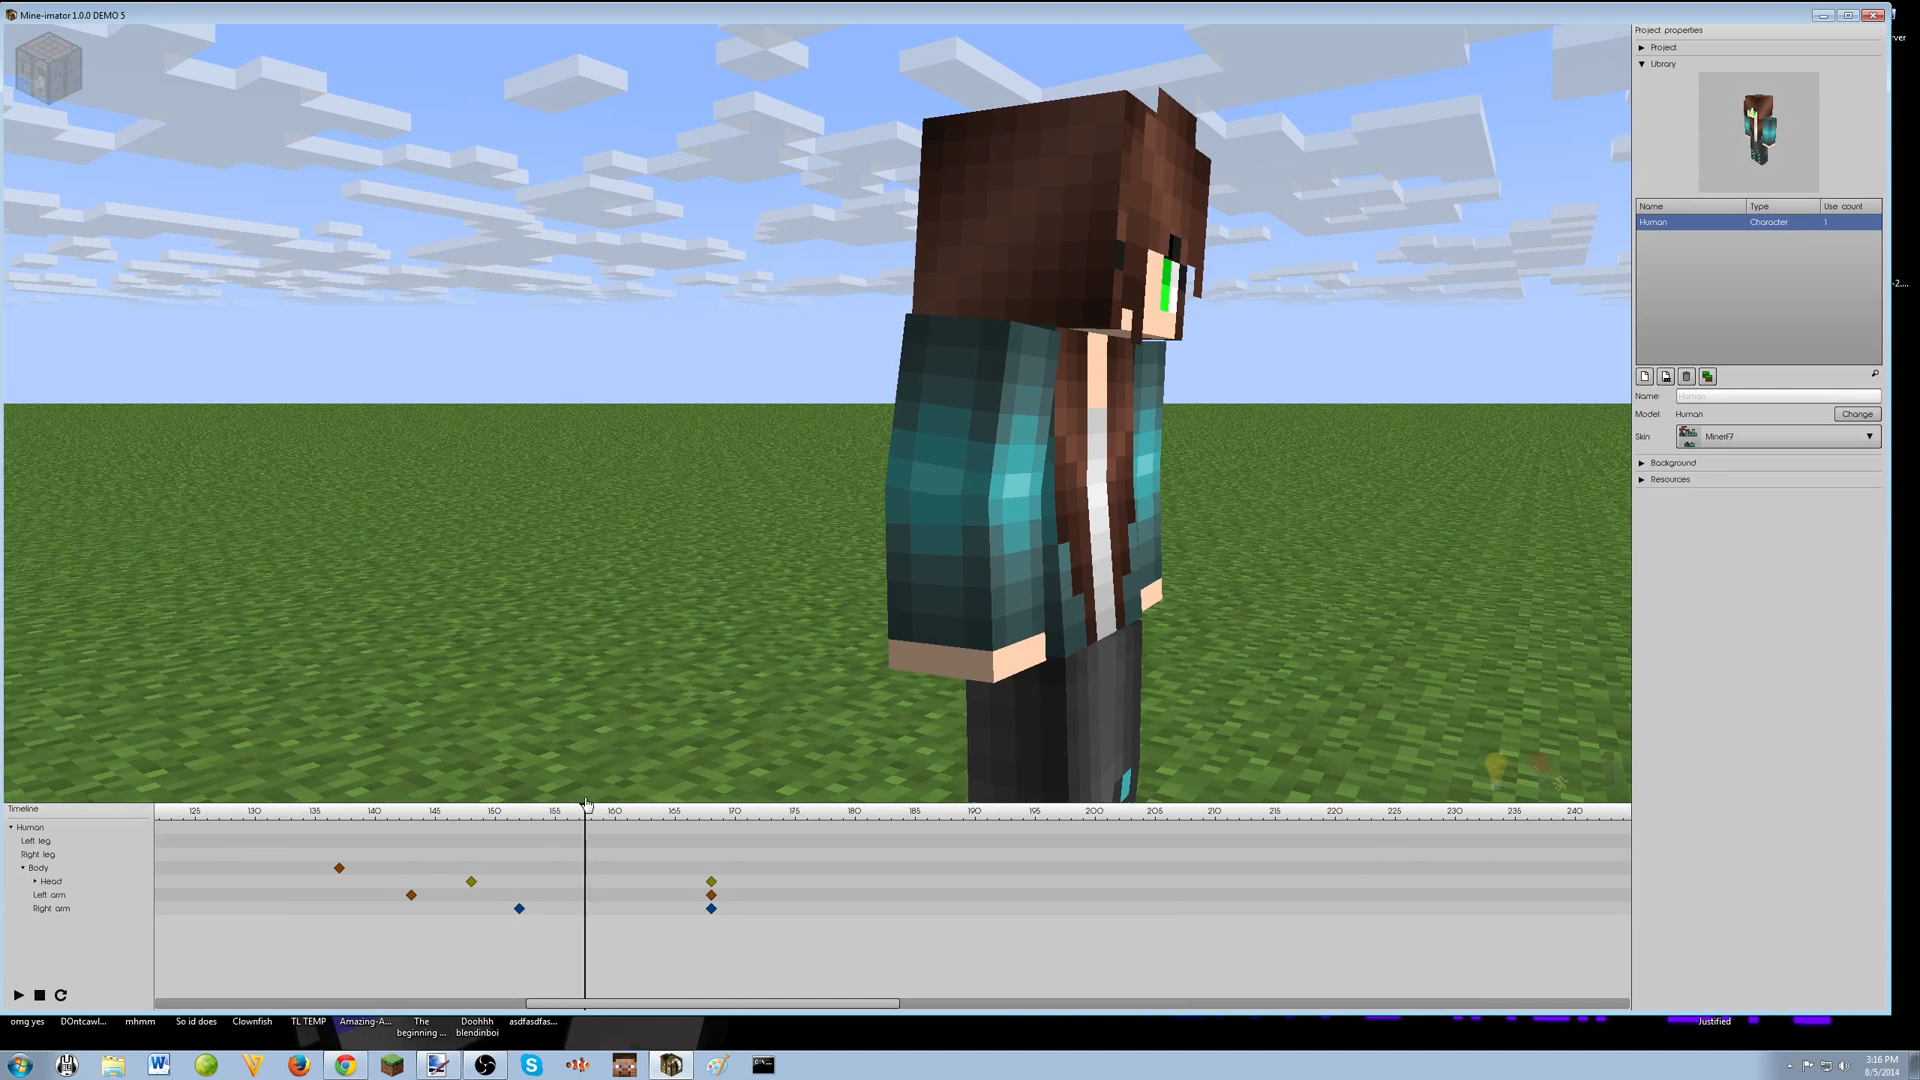 Mine-imator 1.0.0 DEMO 5
Project properties
Project
Library
Name Type Use count
Human Character 1
Name: Human
Model: Human Change
Skin: MinerF7
Background
Resources
Timeline
125 130 135 140 145 150 155 160 165 170 175 180 185 190 195 200 205 210 215 220 225 230 235 240
Human
Left leg
Right leg
Body
Head
Left arm
Right arm
ver
-2....
omg yes DOntcawl... mhmm So id does Clownfish TL TEMP Amazing-A... The Doohhh asdfasdfas...
beginning ... blendinboi
Justified
3:16 PM
8/5/2014